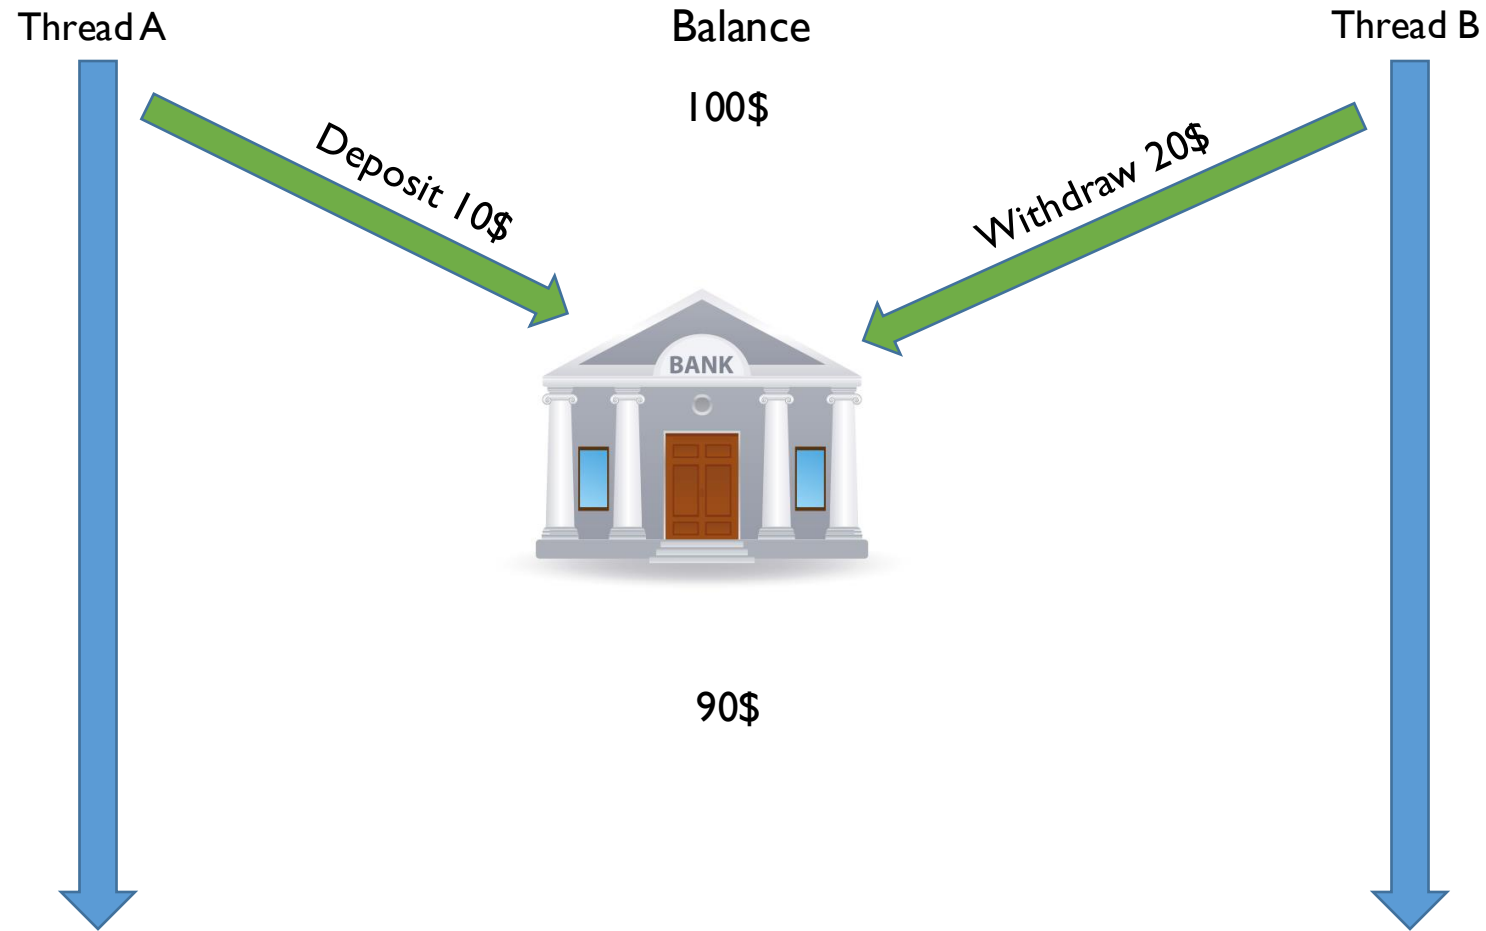 Thread A
Balance
Thread B
100$
Deposit 10$
Withdraw 20$
BANK
90$